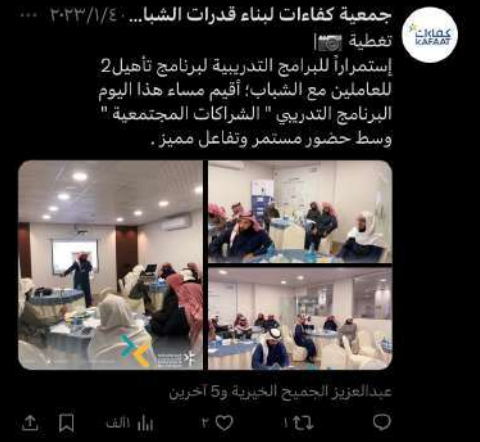 جمعية كفاءات لبناء قدرات الشبا... ٢٠٢٣/١/٤ ...
كفاءات
KAFAAT
تغطية 📸|
إستمراراً للبرامج التدريبية لبرنامج تأهيل2
للعاملين مع الشباب؛ أقيم مساء هذا اليوم
البرنامج التدريبي " الشراكات المجتمعية "
وسط حضور مستمر وتفاعل مميز .
عبدالعزيز الجميح الخيرية و5 آخرين
١
٢
١ألف